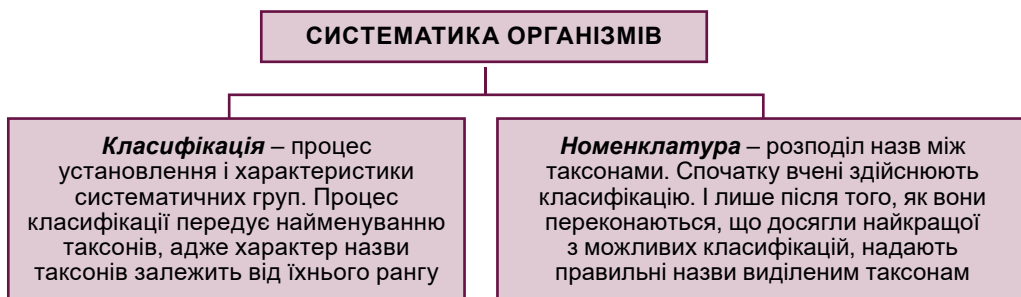 СИСТЕМАТИКА ОРГАНІЗМІВ
Класифікація – процес
установлення і характеристики
систематичних груп. Процес
класифікації передує найменуванню
таксонів, адже характер назви
таксонів залежить від їхнього рангу
Номенклатура – розподіл назв між
таксонами. Спочатку вчені здійснюють
класифікацію. І лише після того, як вони
переконаються, що досягли найкращої
з можливих класифікацій, надають
правильні назви виділеним таксонам